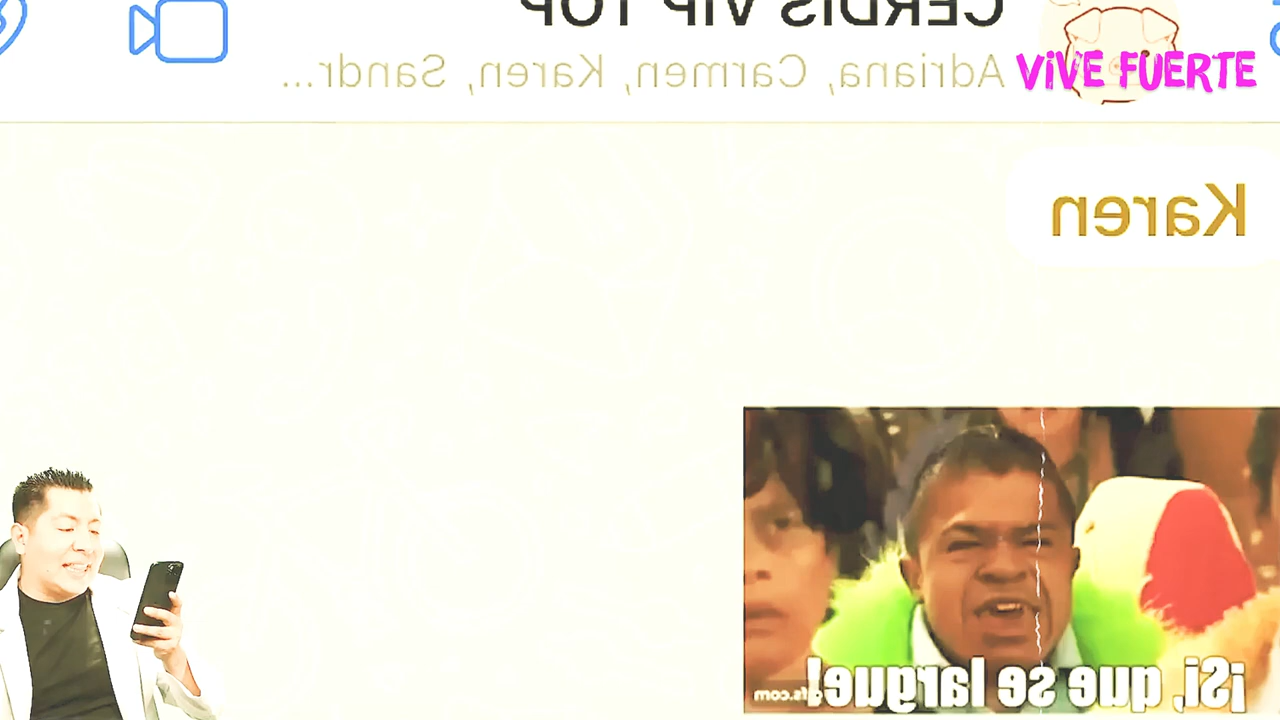 CERDIS VIP TOP
Adriana, Carmen, Karen, Sandr...
VIVE FUERTE
Karen
¡Si, que se largue!